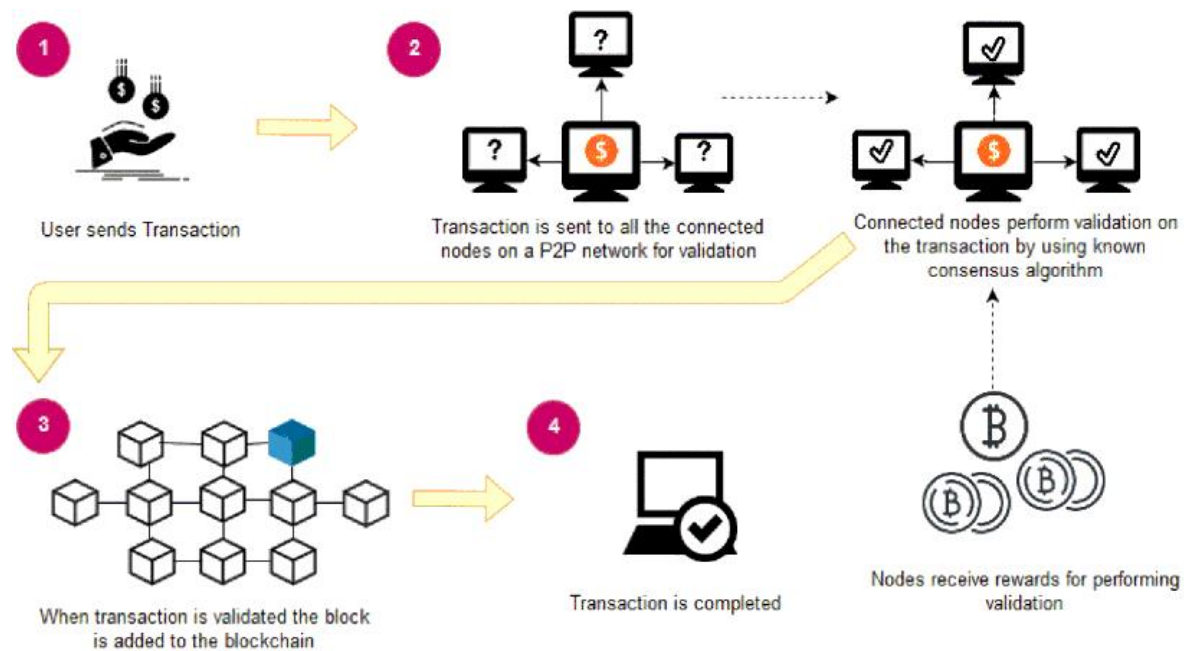 1
User sends Transaction
2
?
?
?
$
Transaction is sent to all the connected
nodes on a P2P network for validation
$
Connected nodes perform validation on
the transaction by using known
consensus algorithm
3
When transaction is validated the block
is added to the blockchain
4
Transaction is completed
Nodes receive rewards for performing
validation